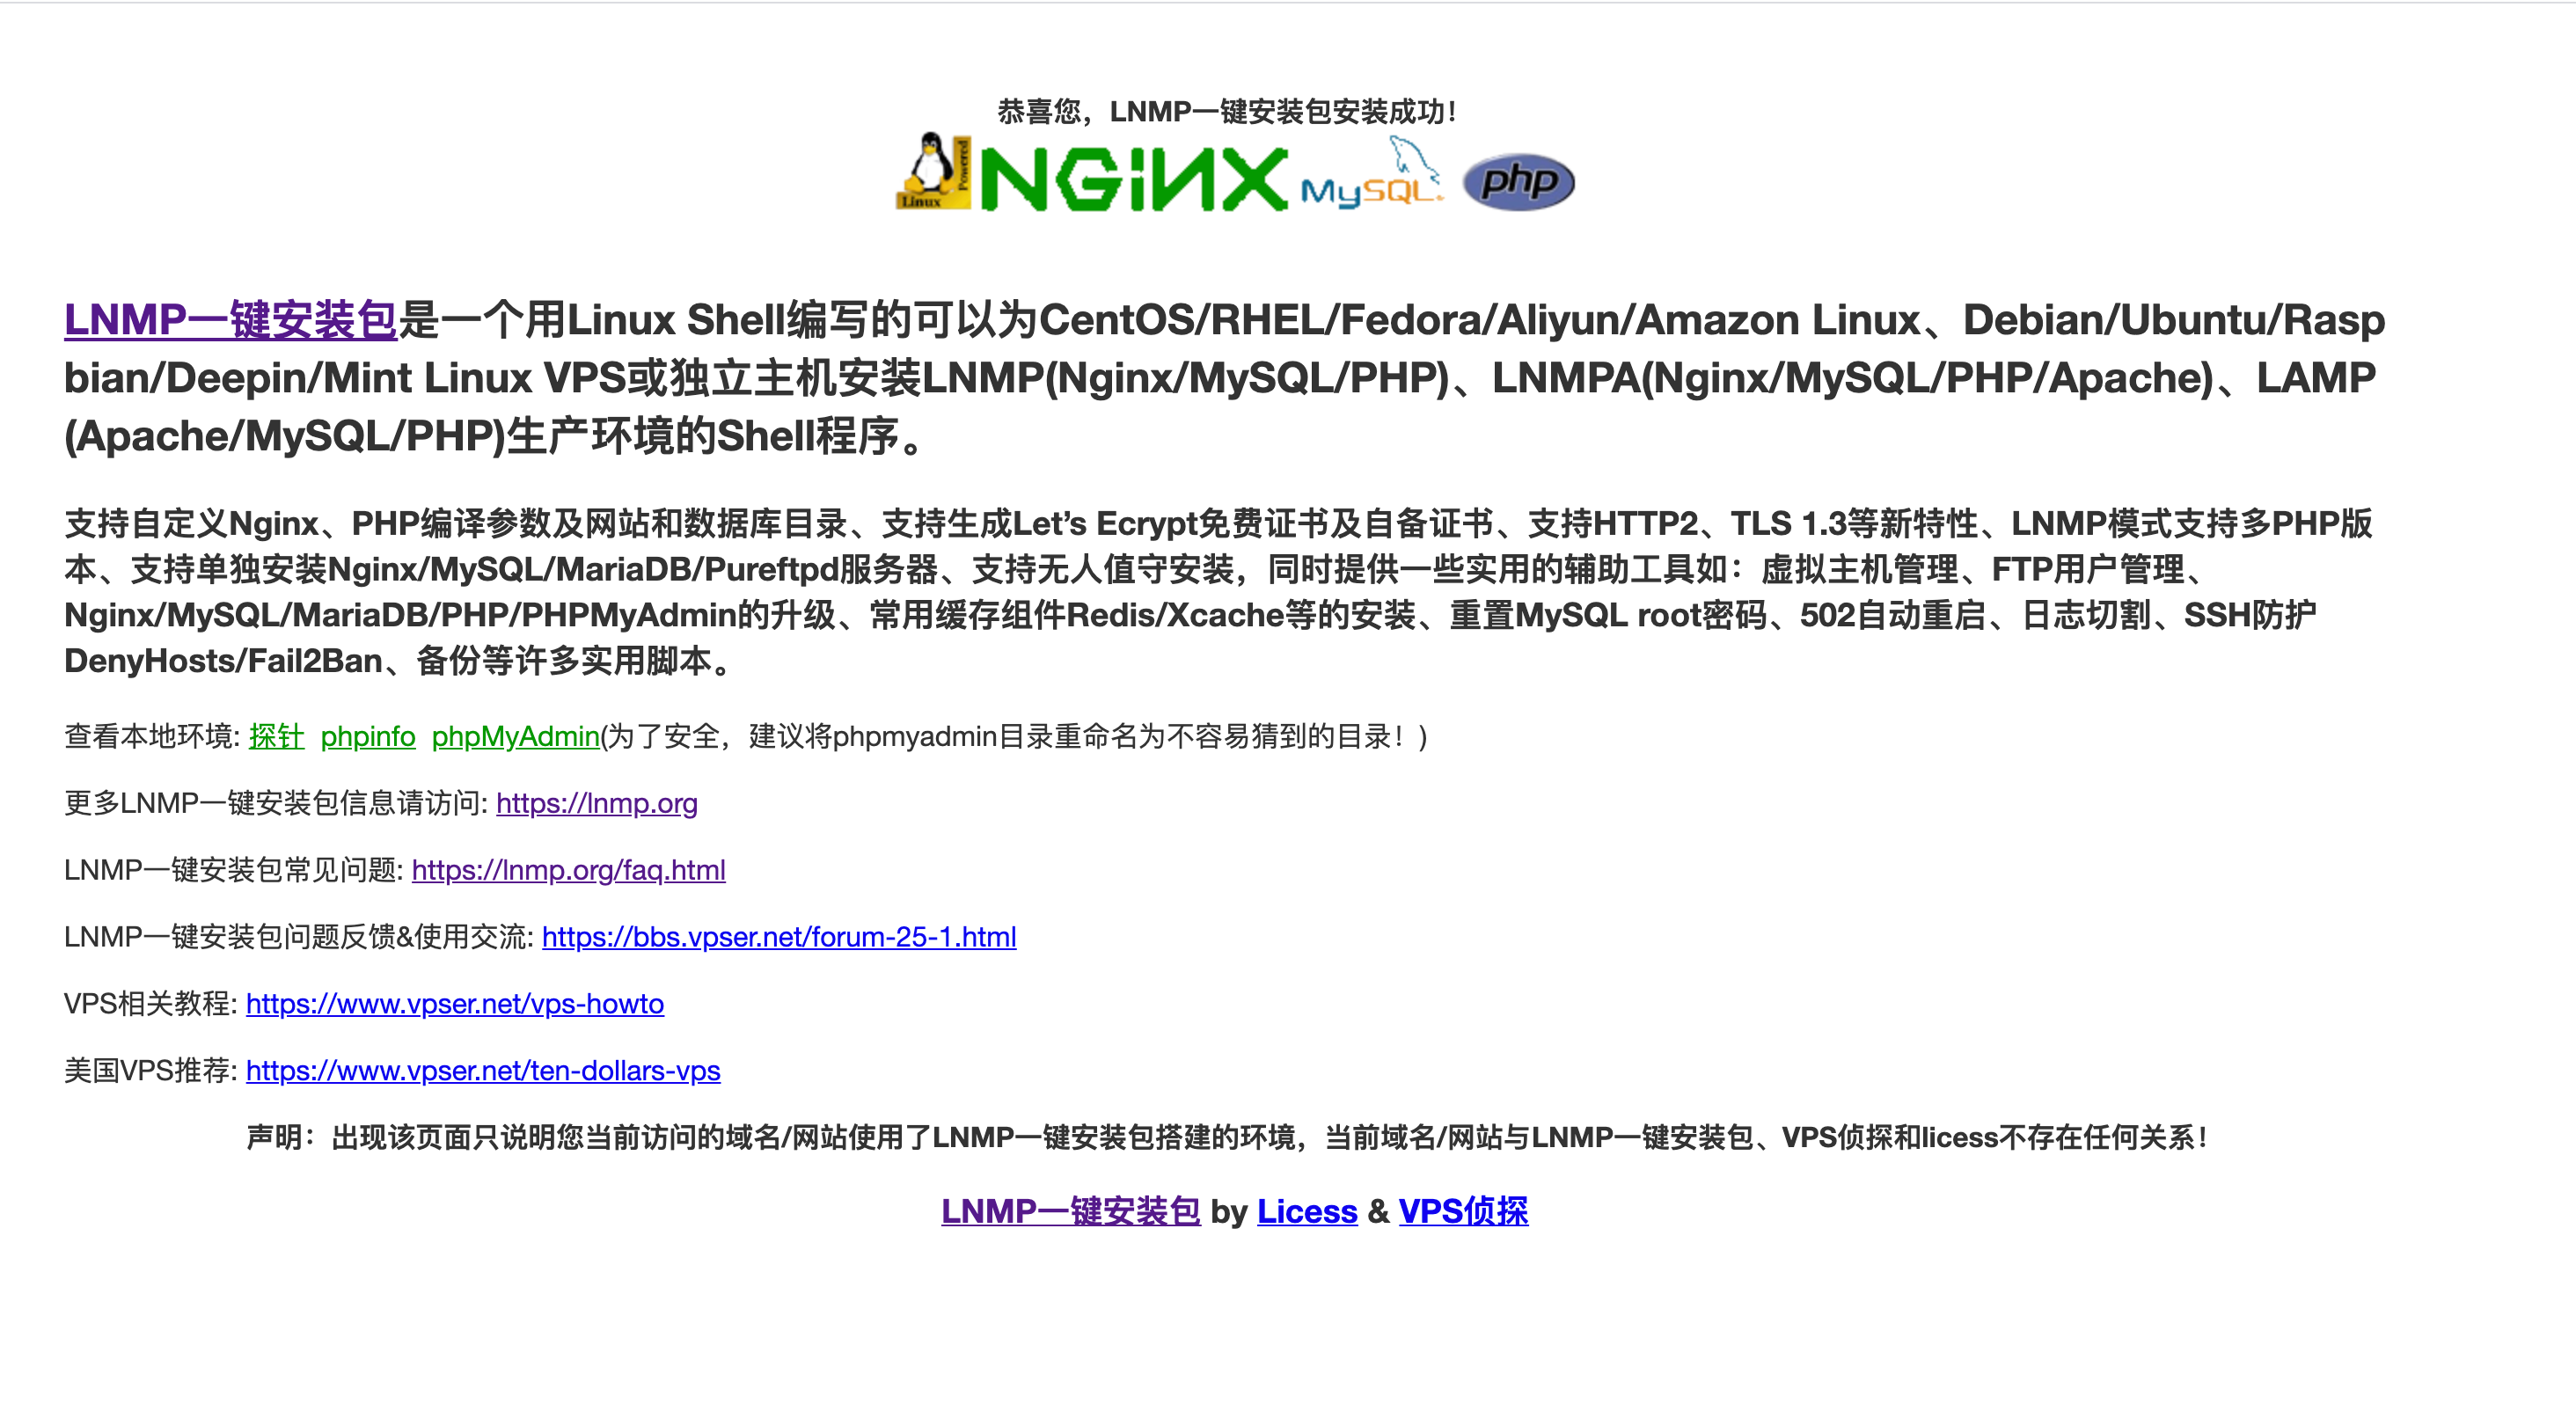 恭喜您，LNMP一键安装包安装成功！
Linux Powered NGiNX MySQL php
LNMP一键安装包是一个用Linux Shell编写的可以为CentOS/RHEL/Fedora/Aliyun/Amazon Linux、Debian/Ubuntu/Rasp
bian/Deepin/Mint Linux VPS或独立主机安装LNMP(Nginx/MySQL/PHP)、LNMPA(Nginx/MySQL/PHP/Apache)、LAMP
(Apache/MySQL/PHP)生产环境的Shell程序。
支持自定义Nginx、PHP编译参数及网站和数据库目录、支持生成Let’s Ecrypt免费证书及自备证书、支持HTTP2、TLS 1.3等新特性、LNMP模式支持多PHP版
本、支持单独安装Nginx/MySQL/MariaDB/Pureftpd服务器、支持无人值守安装，同时提供一些实用的辅助工具如：虚拟主机管理、FTP用户管理、
Nginx/MySQL/MariaDB/PHP/PHPMyAdmin的升级、常用缓存组件Redis/Xcache等的安装、重置MySQL root密码、502自动重启、日志切割、SSH防护
DenyHosts/Fail2Ban、备份等许多实用脚本。
查看本地环境: 探针 phpinfo phpMyAdmin(为了安全，建议将phpmyadmin目录重命名为不容易猜到的目录！)
更多LNMP一键安装包信息请访问: https://lnmp.org
LNMP一键安装包常见问题: https://lnmp.org/faq.html
LNMP一键安装包问题反馈&使用交流: https://bbs.vpser.net/forum-25-1.html
VPS相关教程: https://www.vpser.net/vps-howto
美国VPS推荐: https://www.vpser.net/ten-dollars-vps
声明：出现该页面只说明您当前访问的域名/网站使用了LNMP一键安装包搭建的环境，当前域名/网站与LNMP一键安装包、VPS侦探和licess不存在任何关系！
LNMP一键安装包 by Licess & VPS侦探